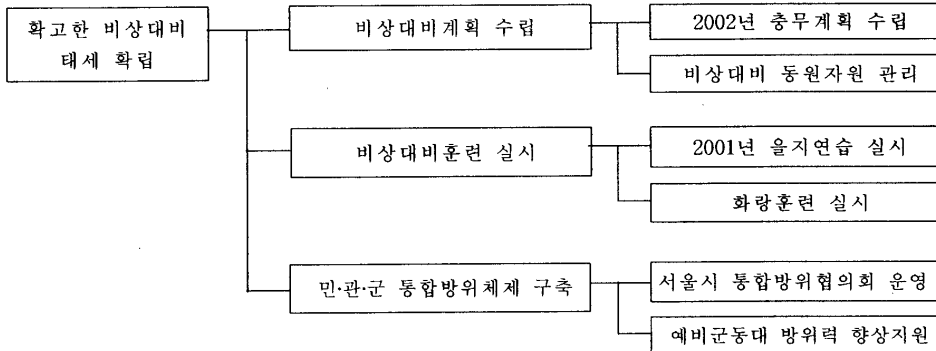 확고한 비상대비
태세 확립
비상대비계획 수립
2002년 충무계획 수립
비상대비 동원자원 관리
비상대비훈련 실시
2001년 을지연습 실시
화랑훈련 실시
민·관·군 통합방위체제 구축
서울시 통합방위협의회 운영
예비군동대 방위력 향상지원